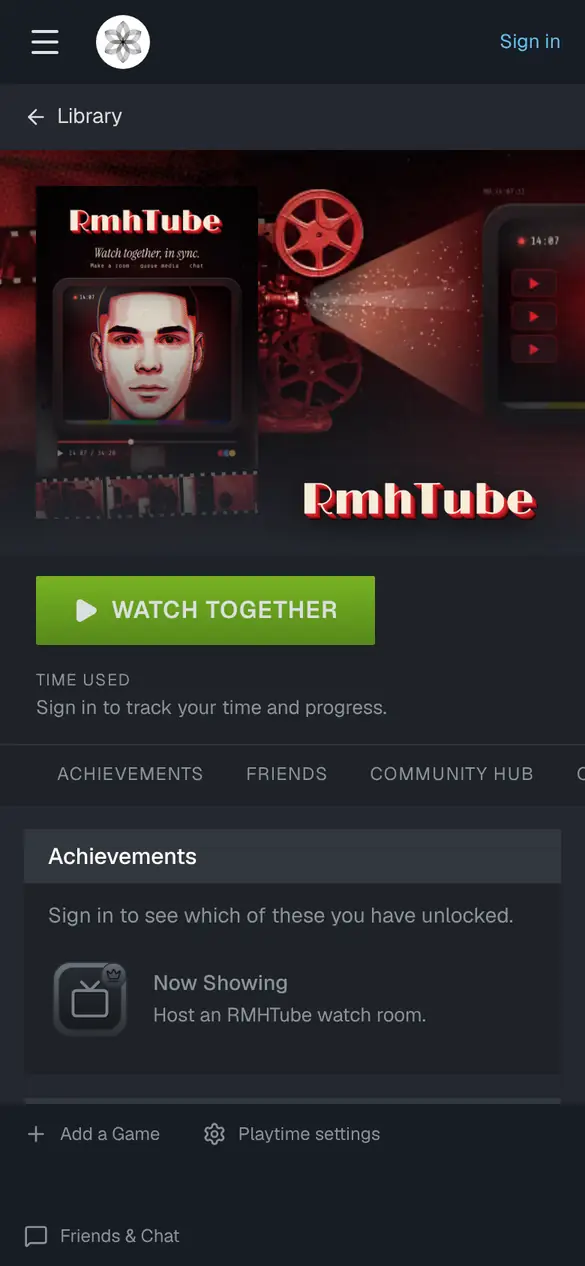 Sign in
Library
RmhTube
Watch together, in sync.
Make a room · queue media · chat
14:07
14:07
14 07 / 34:20
RmhTube
WATCH TOGETHER
TIME USED
Sign in to track your time and progress.
ACHIEVEMENTS FRIENDS COMMUNITY HUB
Achievements
Sign in to see which of these you have unlocked.
Now Showing
Host an RMHTube watch room.
Add a Game Playtime settings
Friends & Chat